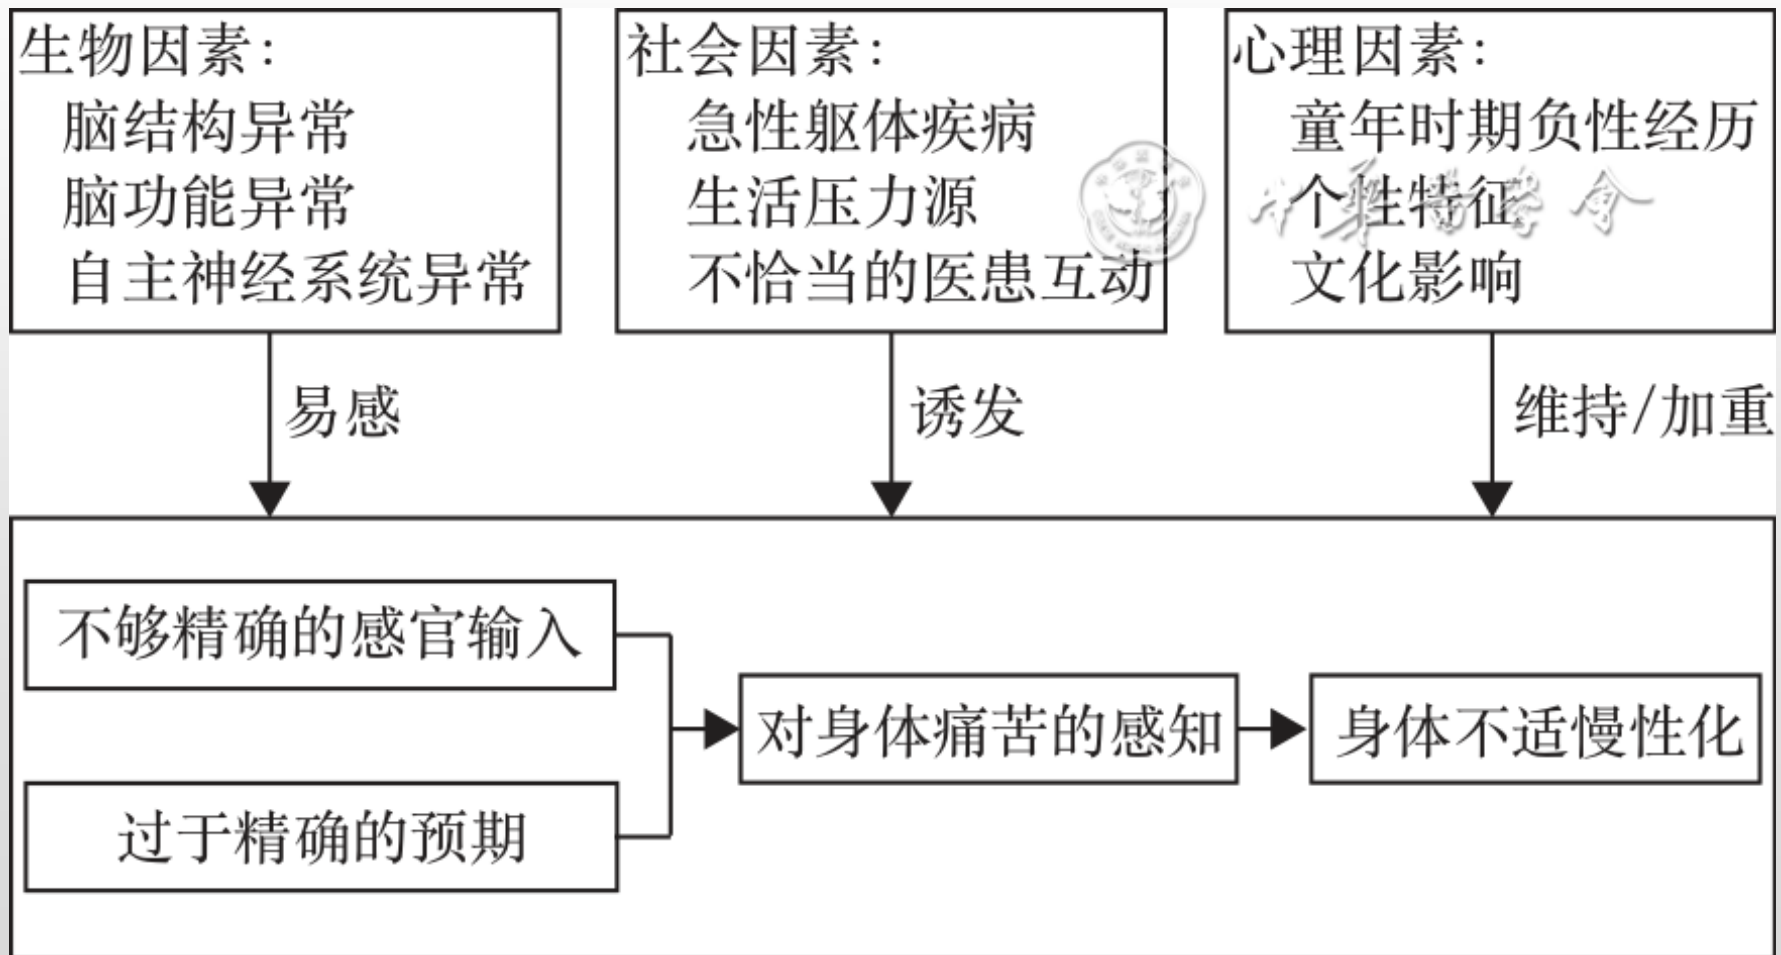 生物因素:
脑结构异常
脑功能异常
自主神经系统异常
社会因素:
急性躯体疾病
生活压力源
不恰当的医患互动
心理因素:
童年时期负性经历
个性特征
文化影响
中华医学会
易感
诱发
维持/加重
不够精确的感官输入
过于精确的预期
对身体痛苦的感知
身体不适慢性化